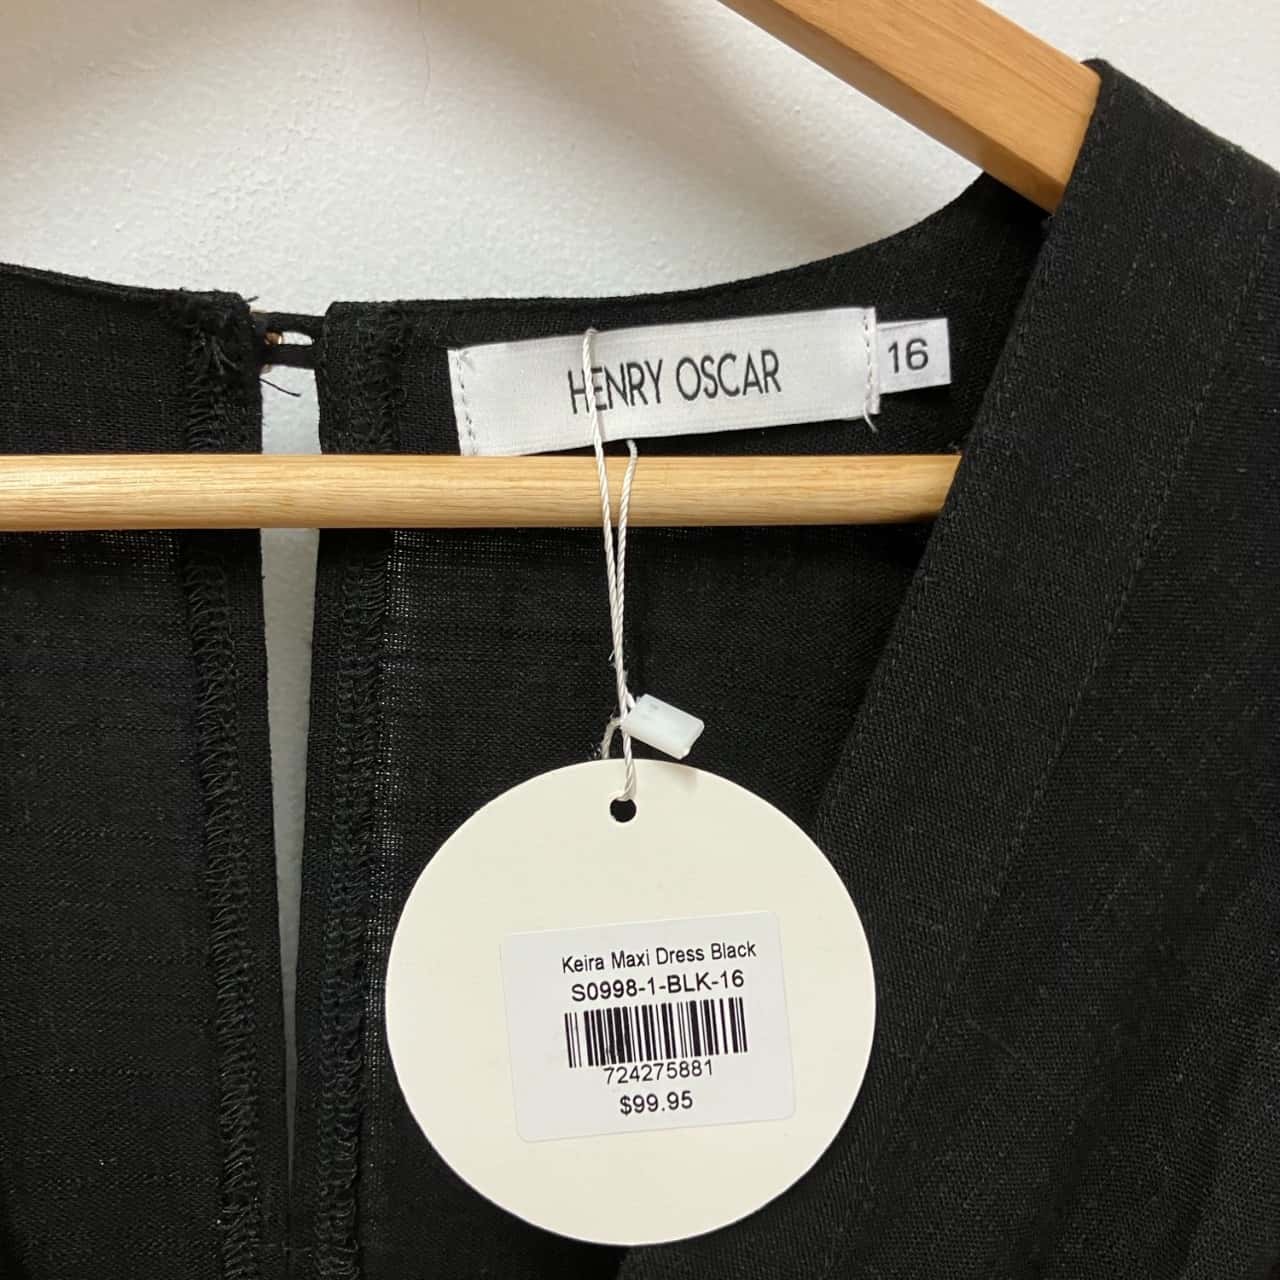 HENRY OSCAR
16
Keira Maxi Dress Black
S0998-1-BLK-16
724275881
$99.95